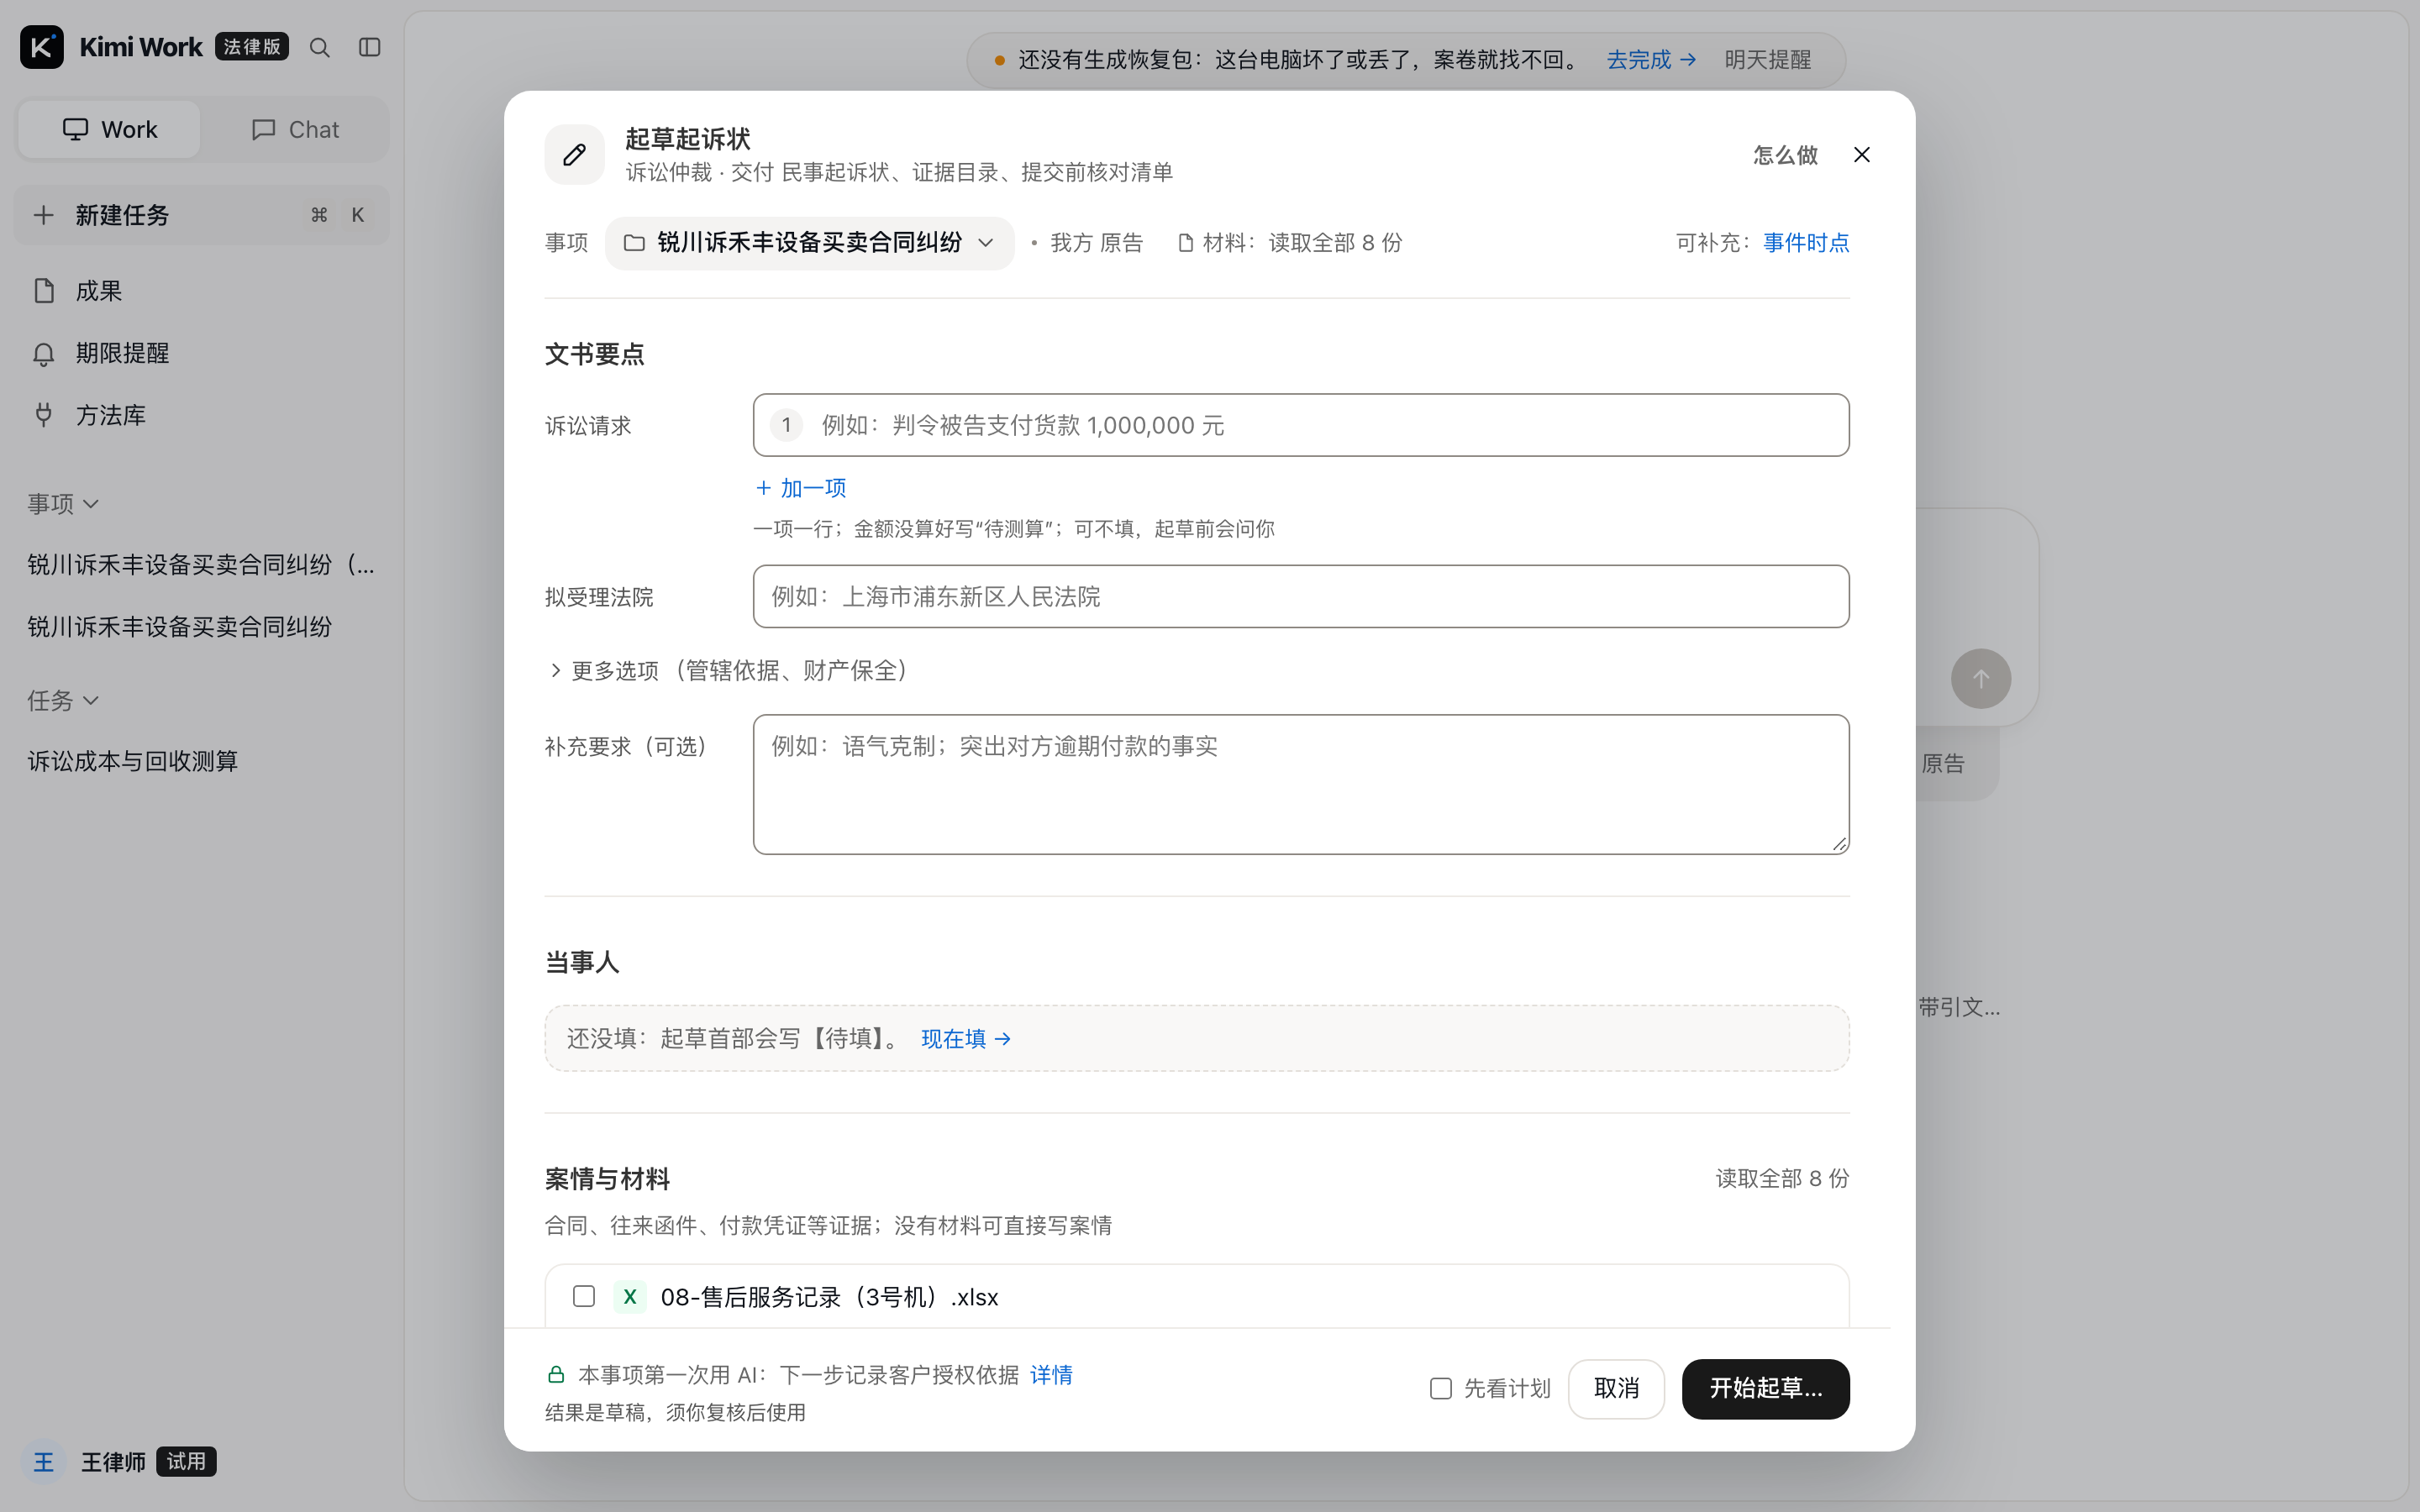 Kimi Work 法律版
Work
Chat
新建任务 ⌘ K
成果
期限提醒
方法库
事项
锐川诉禾丰设备买卖合同纠纷（...
锐川诉禾丰设备买卖合同纠纷
任务
诉讼成本与回收测算
王 王律师 试用
还没有生成恢复包：这台电脑坏了或丢了，案卷就找不回。 去完成 → 明天提醒
起草起诉状
诉讼仲裁 · 交付 民事起诉状、证据目录、提交前核对清单
怎么做
事项 锐川诉禾丰设备买卖合同纠纷 • 我方 原告 材料：读取全部 8 份 可补充：事件时点
文书要点
诉讼请求 1 例如：判令被告支付货款 1,000,000 元
+ 加一项
一项一行；金额没算好写“待测算”；可不填，起草前会问你
拟受理法院 例如：上海市浦东新区人民法院
更多选项（管辖依据、财产保全）
补充要求（可选） 例如：语气克制；突出对方逾期付款的事实
当事人
还没填：起草首部会写【待填】。 现在填 →
案情与材料 读取全部 8 份
合同、往来函件、付款凭证等证据；没有材料可直接写案情
X 08-售后服务记录（3号机）.xlsx
本事项第一次用 AI：下一步记录客户授权依据 详情
结果是草稿，须你复核后使用
先看计划 取消 开始起草...
原告
带引文...